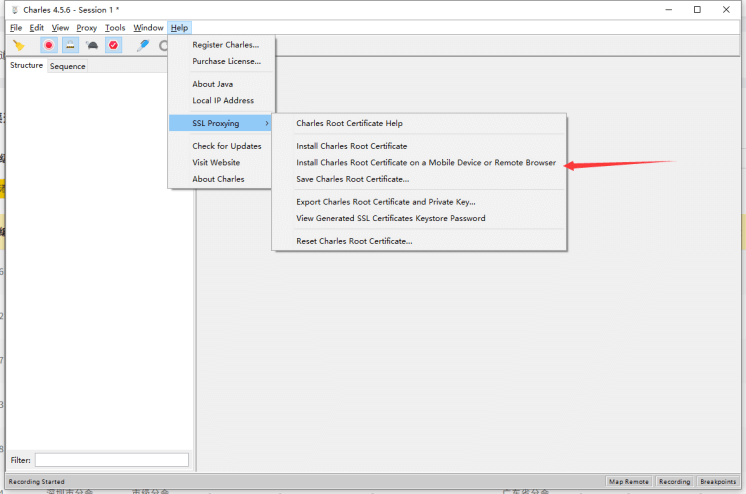 Charles 4.5.6 - Session 1 *
File Edit View Proxy Tools Window Help
Structure Sequence
Register Charles...
Purchase License...
About Java
Local IP Address
SSL Proxying
Check for Updates
Visit Website
About Charles
Charles Root Certificate Help
Install Charles Root Certificate
Install Charles Root Certificate on a Mobile Device or Remote Browser
Save Charles Root Certificate...
Export Charles Root Certificate and Private Key...
View Generated SSL Certificates Keystore Password
Reset Charles Root Certificate...
Filter:
Recording Started Map Remote Recording Breakpoints